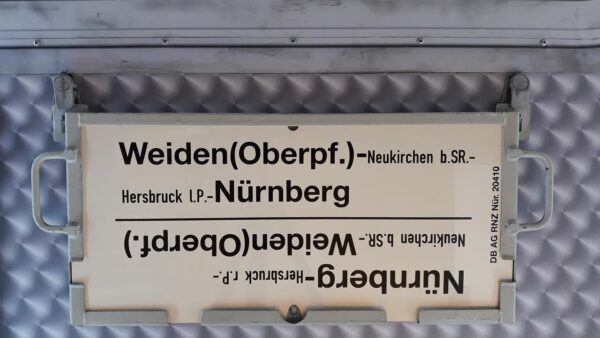 Weiden(Oberpf.)-Neukirchen b.SR.-
Hersbruck l.P.-Nürnberg
Nürnberg-Hersbruck r.P.-
Neukirchen b.SR.-Weiden(Oberpf.)
DB AG RNZ Nür. 20410